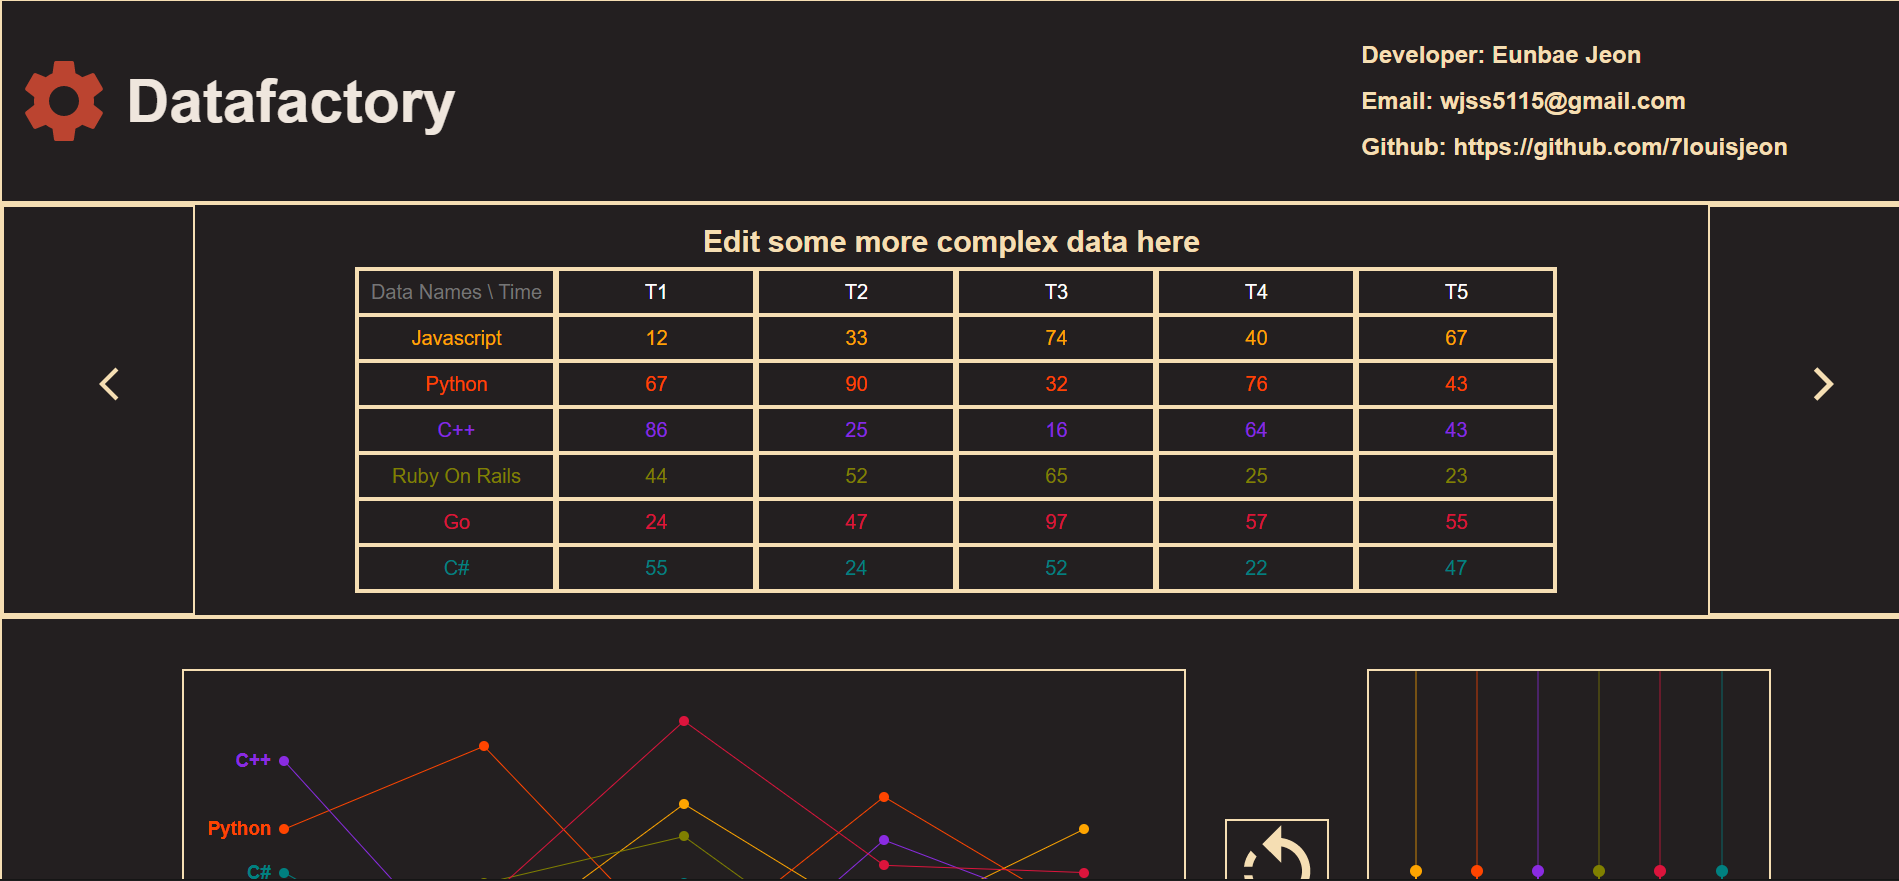 Datafactory
Developer: Eunbae Jeon
Email: wjss5115@gmail.com
Github: https://github.com/7louisjeon
Edit some more complex data here
Data Names \ Time T1 T2 T3 T4 T5
Javascript 12 33 74 40 67
Python 67 90 32 76 43
C++ 86 25 16 64 43
Ruby On Rails 44 52 65 25 23
Go 24 47 97 57 55
C# 55 24 52 22 47
C++
Python
C#